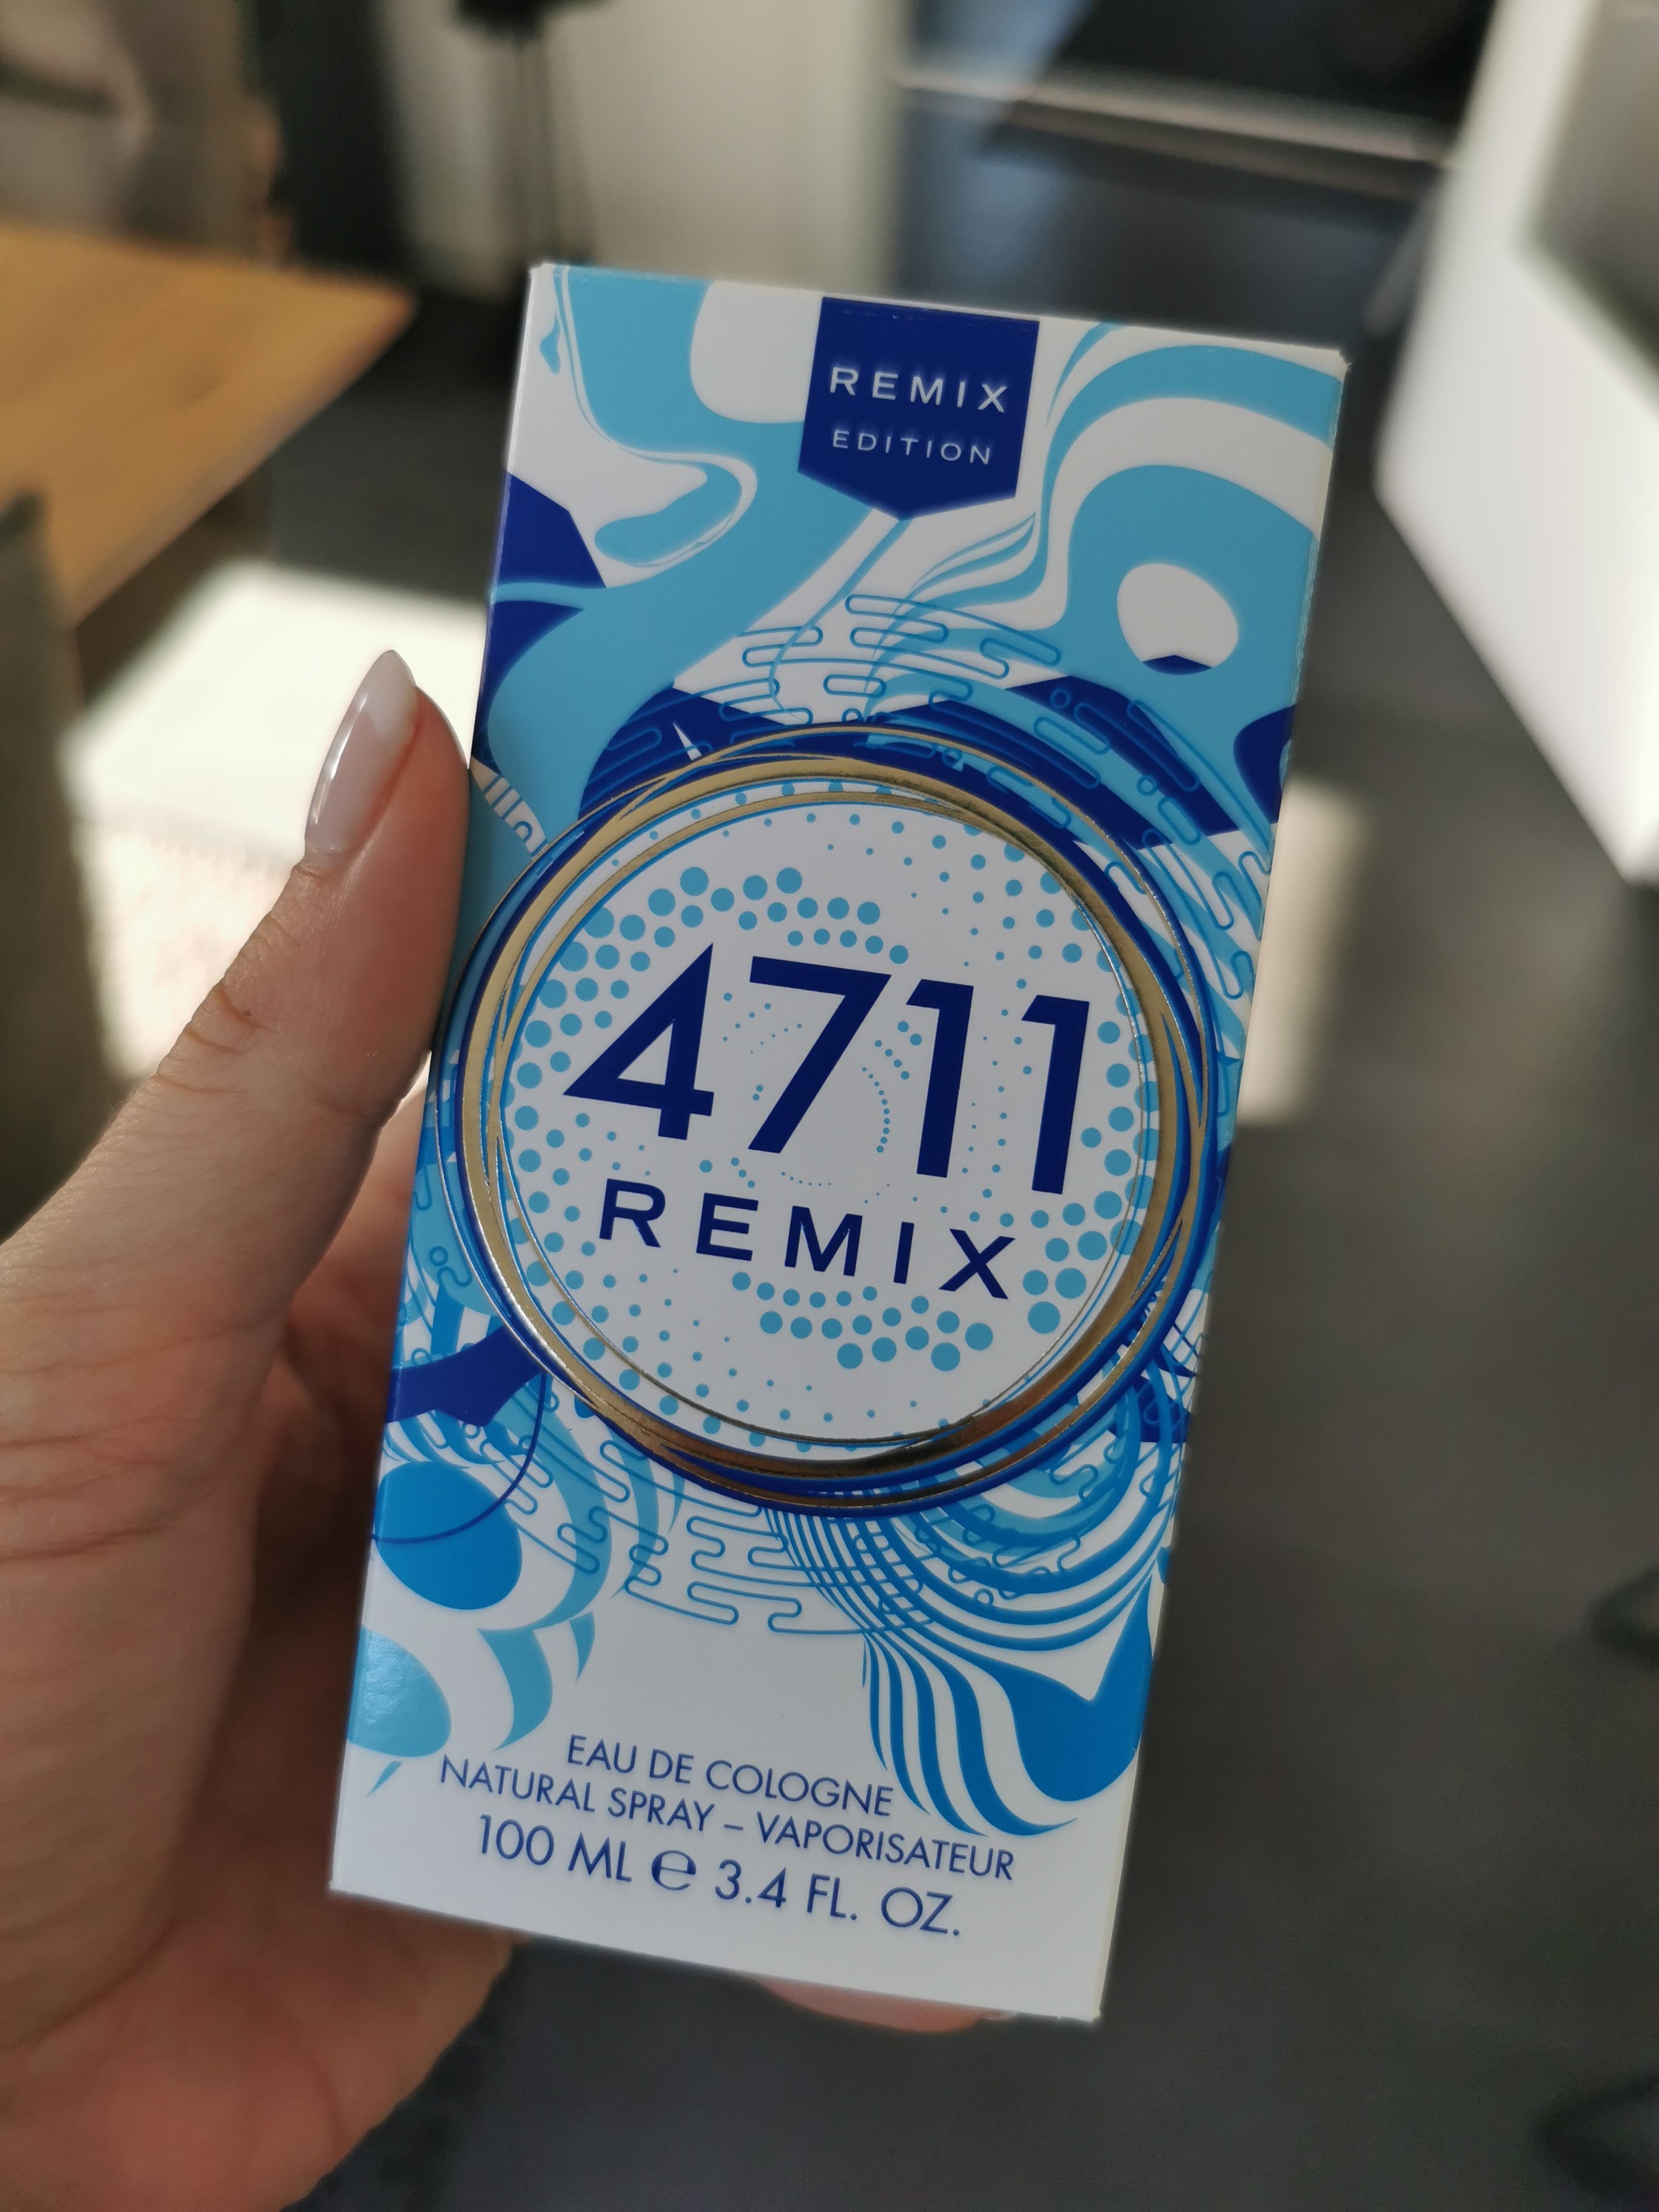 REMIX
EDITION
4711
REMIX
EAU DE COLOGNE
NATURAL SPRAY – VAPORISATEUR
100 ML ℮ 3.4 FL. OZ.